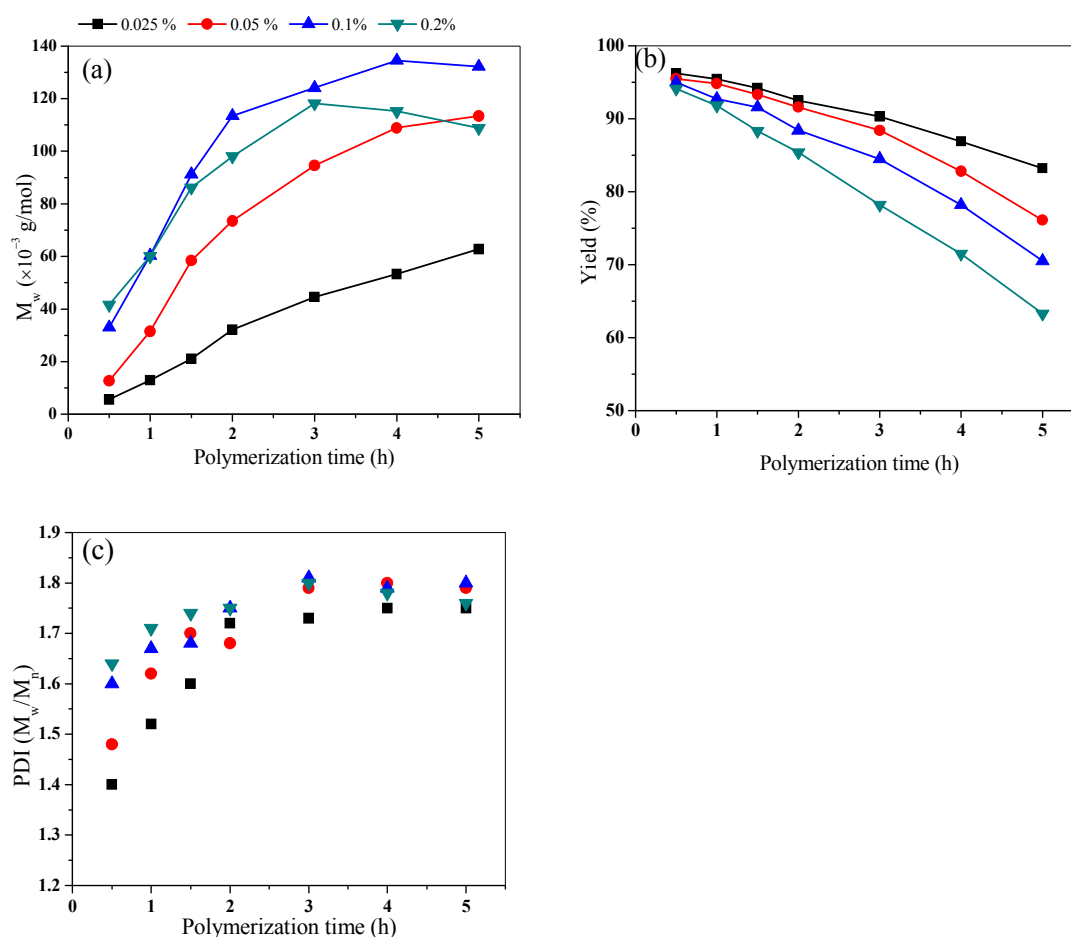 0.025 % 0.05 % 0.1% 0.2%
(a)
140
120
100
80
60
40
20
0
M_w (×10⁻³ g/mol)
0 1 2 3 4 5
Polymerization time (h)
(b)
100
90
80
70
60
50
Yield (%)
0 1 2 3 4 5
Polymerization time (h)
(c)
1.9
1.8
1.7
1.6
1.5
1.4
1.3
1.2
PDI (M_w/M_n)
0 1 2 3 4 5
Polymerization time (h)